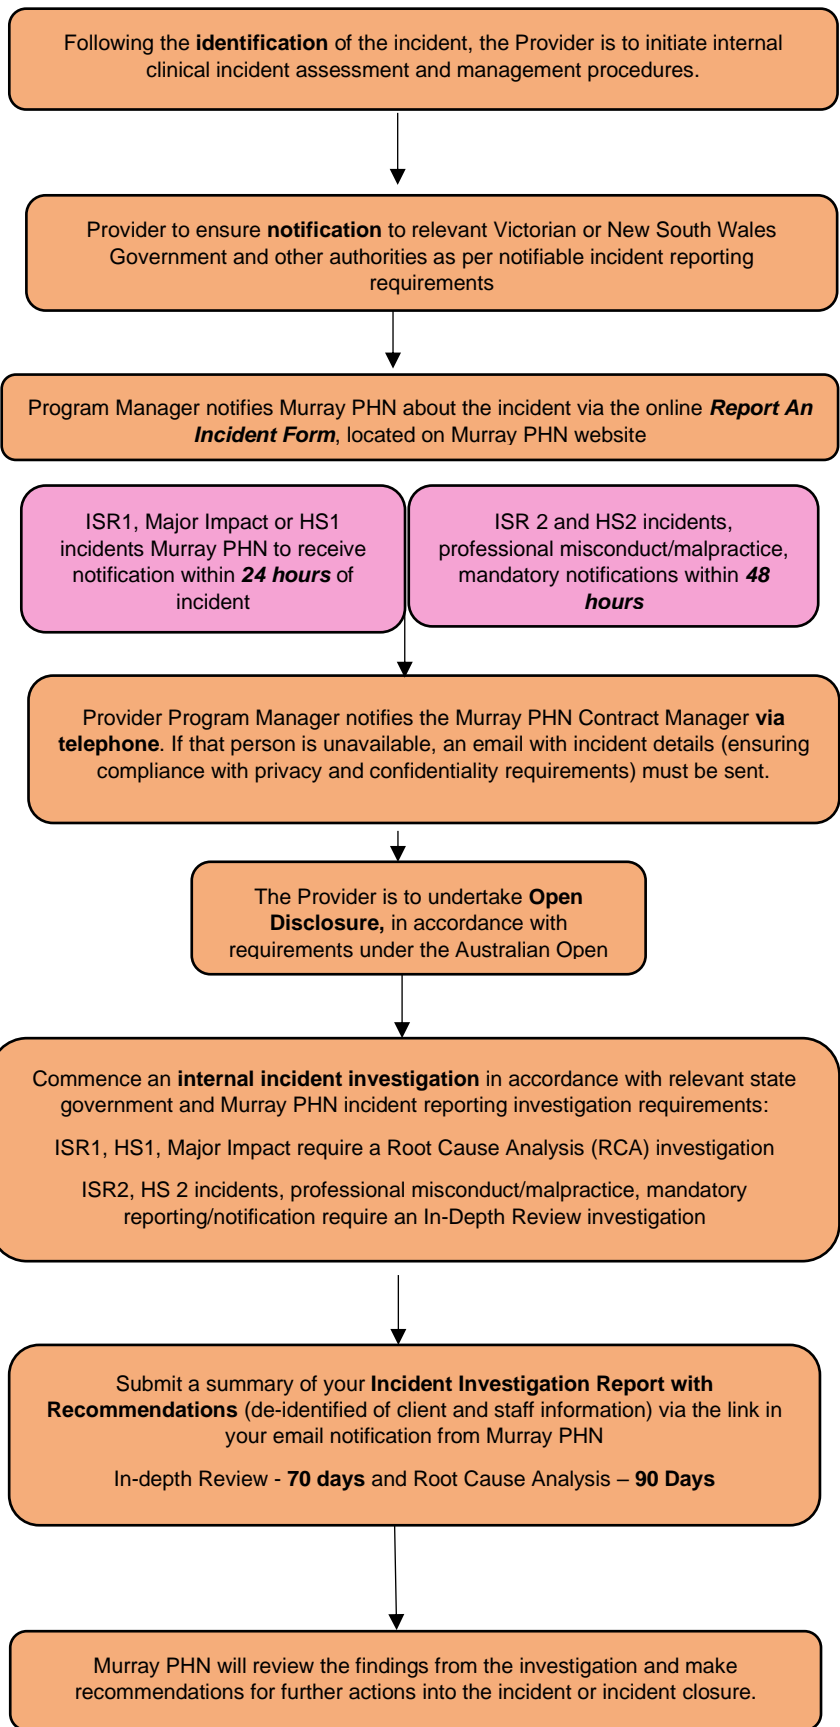 Following the identification of the incident, the Provider is to initiate internal
clinical incident assessment and management procedures.
Provider to ensure notification to relevant Victorian or New South Wales
Government and other authorities as per notifiable incident reporting
requirements
Program Manager notifies Murray PHN about the incident via the online Report An
Incident Form, located on Murray PHN website
ISR1, Major Impact or HS1
incidents Murray PHN to receive
notification within 24 hours of
incident
ISR 2 and HS2 incidents,
professional misconduct/malpractice,
mandatory notifications within 48
hours
Provider Program Manager notifies the Murray PHN Contract Manager via
telephone. If that person is unavailable, an email with incident details (ensuring
compliance with privacy and confidentiality requirements) must be sent.
The Provider is to undertake Open
Disclosure, in accordance with
requirements under the Australian Open
Commence an internal incident investigation in accordance with relevant state
government and Murray PHN incident reporting investigation requirements:
ISR1, HS1, Major Impact require a Root Cause Analysis (RCA) investigation
ISR2, HS 2 incidents, professional misconduct/malpractice, mandatory
reporting/notification require an In-Depth Review investigation
Submit a summary of your Incident Investigation Report with
Recommendations (de-identified of client and staff information) via the link in
your email notification from Murray PHN
In-depth Review - 70 days and Root Cause Analysis – 90 Days
Murray PHN will review the findings from the investigation and make
recommendations for further actions into the incident or incident closure.